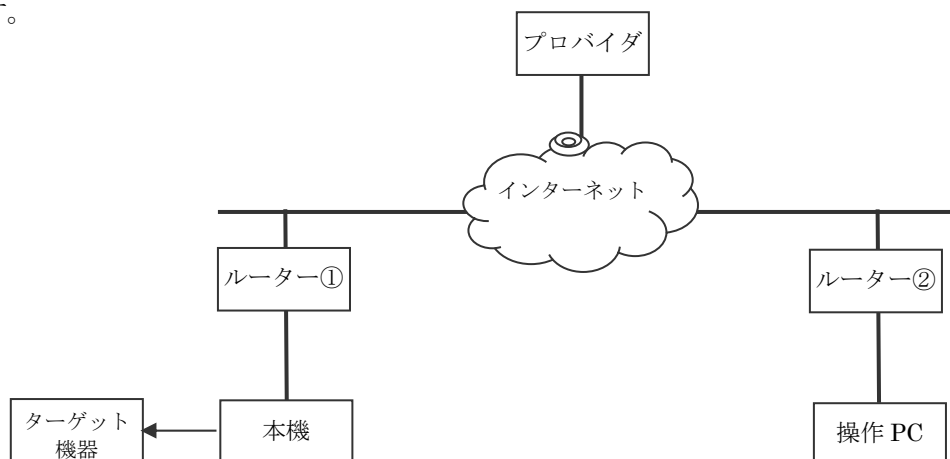 す。
プロバイダ
インターネット
ルーター①
ルーター②
ターゲット
機器
本機
操作 PC